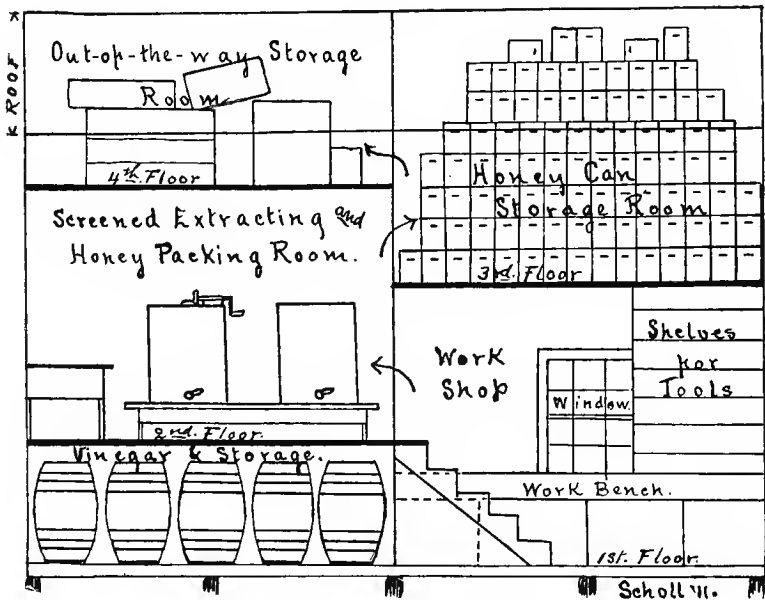 K ROOF K
Out-of-the-way Storage
Room
4th. Floor
Honey Can
Storage Room
3rd. Floor
Screened Extracting and
Honey Packing Room.
2nd. Floor.
Work
Shop
Window.
Shelves
for
Tools
Vinegar & Storage.
Work Bench.
1st. Floor.
Scholl '11.